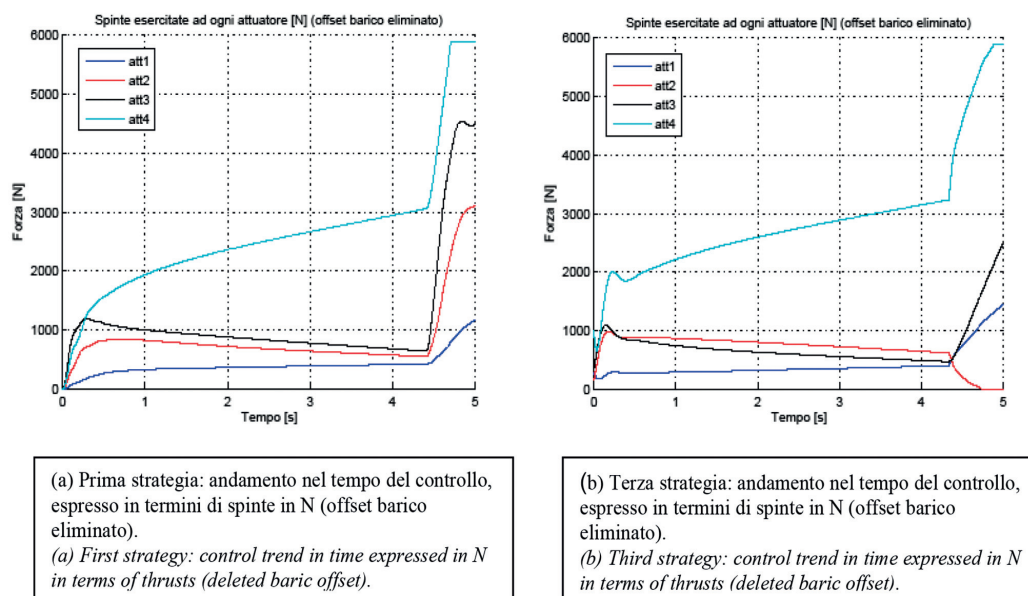 Spinte esercitate ad ogni attuatore [N] (offset barico eliminato)
6000
5000
4000
3000
2000
1000
0
Forza [N]
att1
att2
att3
att4
0 1 2 3 4 5
Tempo [s]
Spinte esercitate ad ogni attuatore [N] (offset barico eliminato)
6000
5000
4000
3000
2000
1000
0
Forza [N]
att1
att2
att3
att4
0 1 2 3 4 5
Tempo [s]
(a) Prima strategia: andamento nel tempo del controllo,
espresso in termini di spinte in N (offset barico
eliminato).
(a) First strategy: control trend in time expressed in N
in terms of thrusts (deleted baric offset).
(b) Terza strategia: andamento nel tempo del controllo,
espresso in termini di spinte in N (offset barico
eliminato).
(b) Third strategy: control trend in time expressed in N
in terms of thrusts (deleted baric offset).